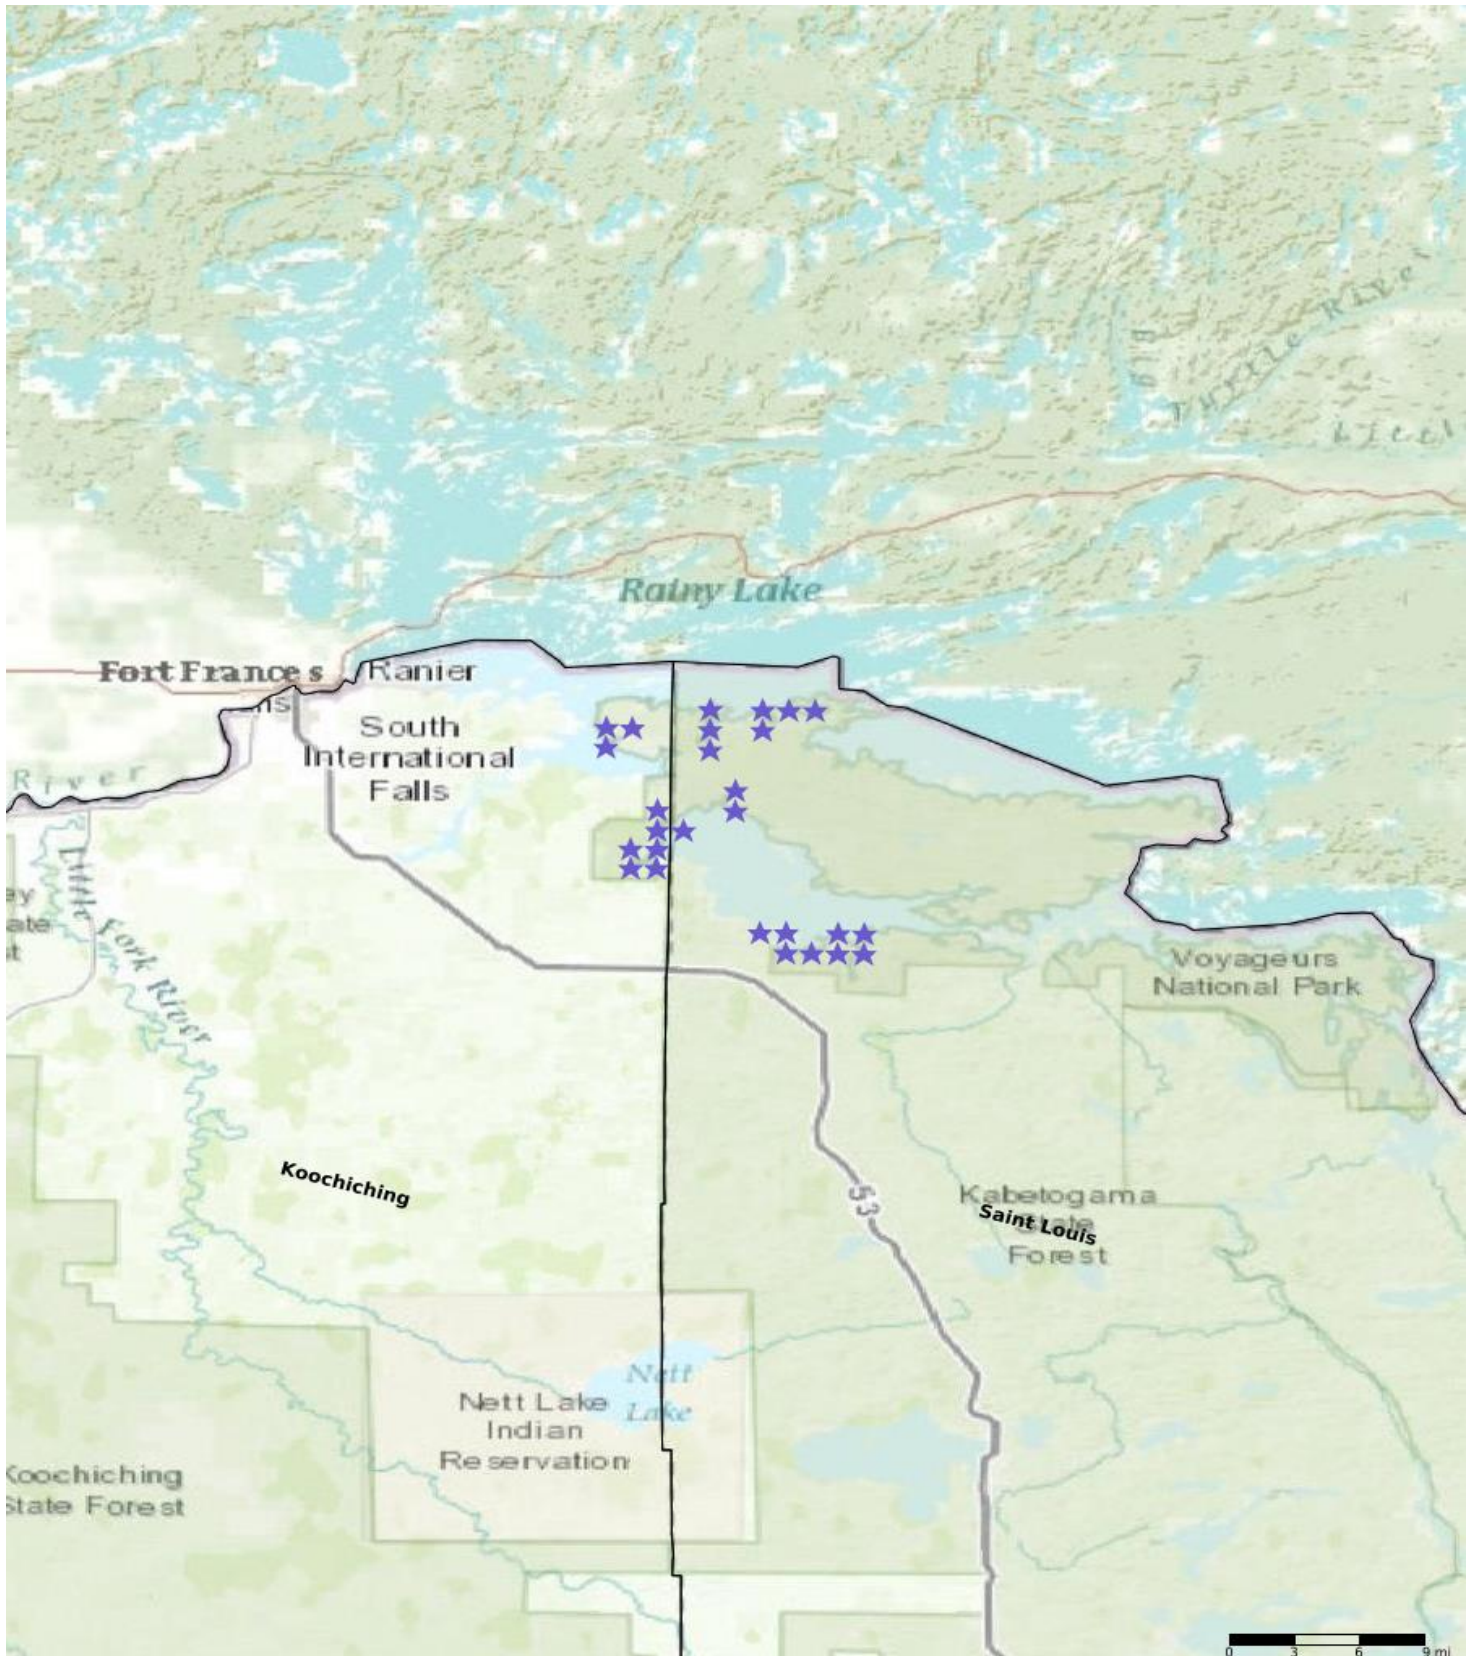 Turtle River
Big
Rainy Lake
Fort Frances
Ranier
South
International
Falls
River
Little
Fork River
Voyageurs
National Park
Koochiching
Kabetogama
State
Saint Louis
Forest
53
Nett
Lake
Nett Lake
Indian
Reservation
Koochiching
State Forest
0 3 6 9 mi